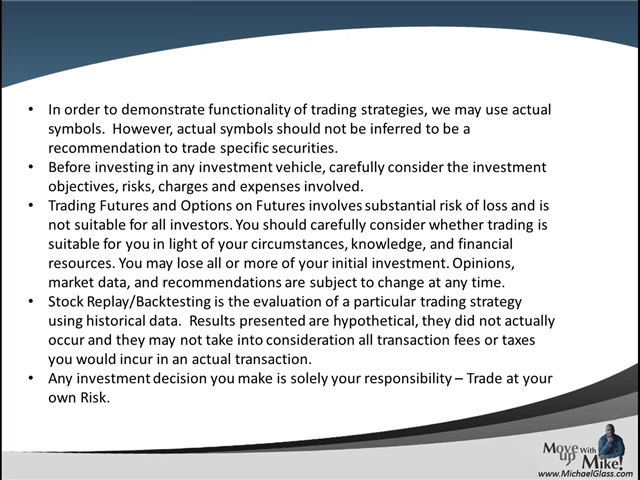 • In order to demonstrate functionality of trading strategies, we may use actual
symbols.  However, actual symbols should not be inferred to be a
recommendation to trade specific securities.
• Before investing in any investment vehicle, carefully consider the investment
objectives, risks, charges and expenses involved.
• Trading Futures and Options on Futures involves substantial risk of loss and is
not suitable for all investors. You should carefully consider whether trading is
suitable for you in light of your circumstances, knowledge, and financial
resources. You may lose all or more of your initial investment. Opinions,
market data, and recommendations are subject to change at any time.
• Stock Replay/Backtesting is the evaluation of a particular trading strategy
using historical data.  Results presented are hypothetical, they did not actually
occur and they may not take into consideration all transaction fees or taxes
you would incur in an actual transaction.
• Any investment decision you make is solely your responsibility – Trade at your
own Risk.
Move With
up Mike!
www.MichaelGlass.com